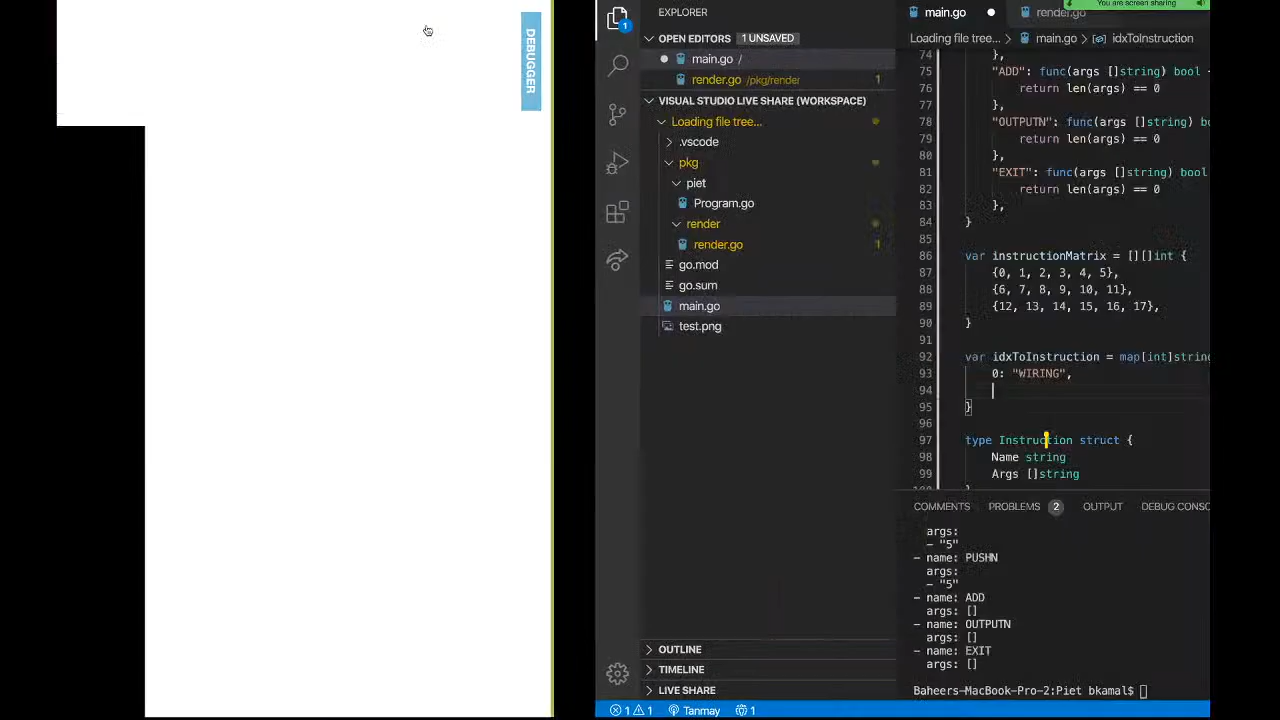 DEBUGGER
You are screen sharing
EXPLORER
OPEN EDITORS 1 UNSAVED
main.go /
render.go /pkg/render 1
VISUAL STUDIO LIVE SHARE (WORKSPACE)
Loading file tree...
.vscode
pkg
piet
Program.go
render
render.go 1
go.mod
go.sum
main.go
test.png
OUTLINE
TIMELINE
LIVE SHARE
1
main.go
render.go
Loading file tree... > main.go > idxToInstruction
74 },
75 "ADD": func(args []string) bool
76 return len(args) == 0
77 },
78 "OUTPUTN": func(args []string) b
79 return len(args) == 0
80 },
81 "EXIT": func(args []string) bool
82 return len(args) == 0
83 },
84 }
85
86 var instructionMatrix = [][]int {
87 {0, 1, 2, 3, 4, 5},
88 {6, 7, 8, 9, 10, 11},
89 {12, 13, 14, 15, 16, 17},
90 }
91
92 var idxToInstruction = map[int]string
93 0: "WIRING",
94
95 }
96
97 type Instruction struct {
98 Name string
99 Args []string
COMMENTS PROBLEMS 2 OUTPUT DEBUG CONSO
args:
- "5"
- name: PUSHN
args:
- "5"
- name: ADD
args: []
- name: OUTPUTN
args: []
- name: EXIT
args: []
Baheers-MacBook-Pro-2:Piet bkamal$
1 1 Tanmay 1